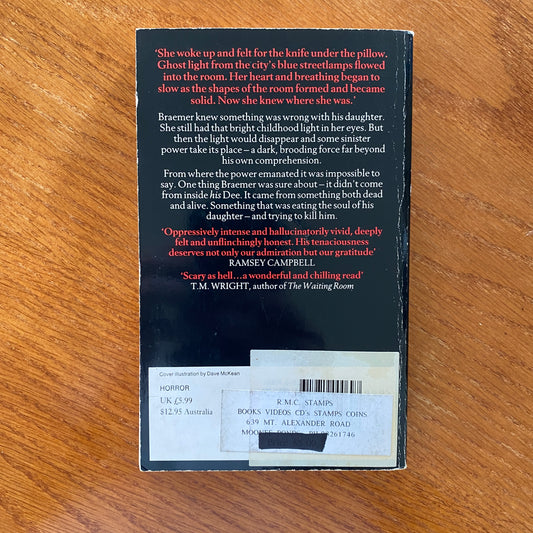 ‘She woke up and felt for the knife under the pillow.
Ghost light from the city’s blue streetlamps flowed
into the room. Her heart and breathing began to
slow as the shapes of the room formed and became
solid. Now she knew where she was.’
Braemer knew something was wrong with his daughter.
She still had that bright childhood light in her eyes. But
then the light would disappear and some sinister
power take its place – a dark, brooding force far beyond
his own comprehension.
From where the power emanated it was impossible to
say. One thing Braemer was sure about – it didn’t come
from inside his Dee. It came from something both dead
and alive. Something that was eating the soul of his
daughter – and trying to kill him.
‘Oppressively intense and hallucinatorily vivid, deeply
felt and unflinchingly honest. His tenaciousness
deserves not only our admiration but our gratitude’
RAMSEY CAMPBELL
‘Scary as hell...a wonderful and chilling read’
T.M. WRIGHT, author of The Waiting Room
Cover illustration by Dave McKean
HORROR
UK £5.99
$12.95 Australia
R.M.C. STAMPS
BOOKS VIDEOS CD's STAMPS COINS
639 MT. ALEXANDER ROAD